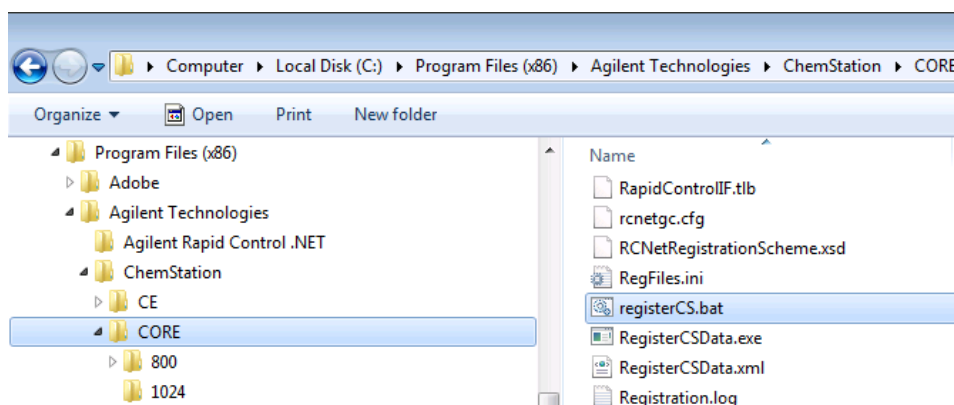 Computer Local Disk (C:) Program Files (x86) Agilent Technologies ChemStation CORE
Organize Open Print New folder
Program Files (x86)
Adobe
Agilent Technologies
Agilent Rapid Control .NET
ChemStation
CE
CORE
800
1024
Name
RapidControlIF.tlb
rcnetgc.cfg
RCNetRegistrationScheme.xsd
RegFiles.ini
registerCS.bat
RegisterCSData.exe
RegisterCSData.xml
Registration.log